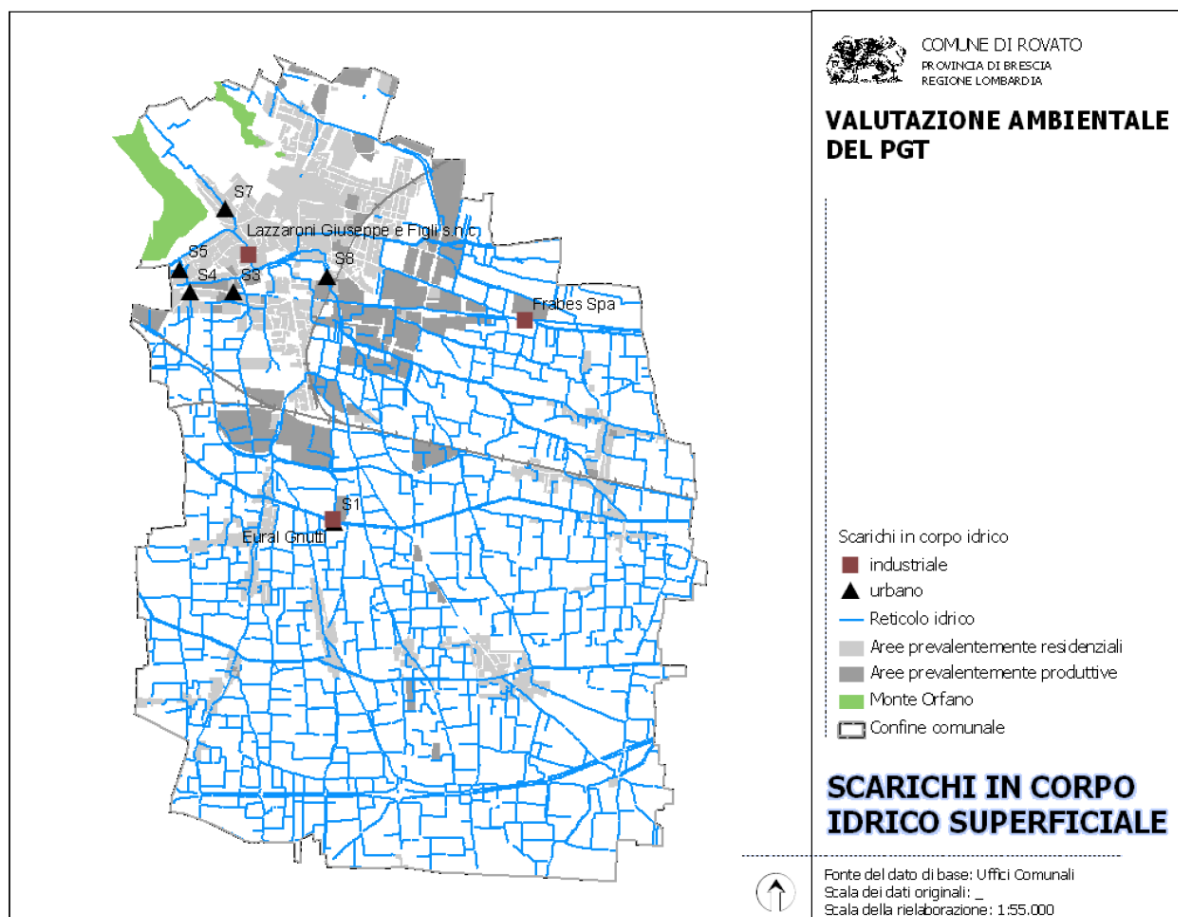 COMUNE DI ROVATO
PROVINCIA DI BRESCIA
REGIONE LOMBARDIA
VALUTAZIONE AMBIENTALE
DEL PGT
S7
Lazzaroni Giuseppe e Figli s.n.c.
S5
S4
S3
S8
Frabes Spa
S1
Eural Gnutti
Scarichi in corpo idrico
industriale
urbano
Reticolo idrico
Aree prevalentemente residenziali
Aree prevalentemente produttive
Monte Orfano
Confine comunale
SCARICHI IN CORPO
IDRICO SUPERFICIALE
Fonte del dato di base: Uffici Comunali
Scala dei dati originali: _
Scala della rielaborazione: 1:55.000